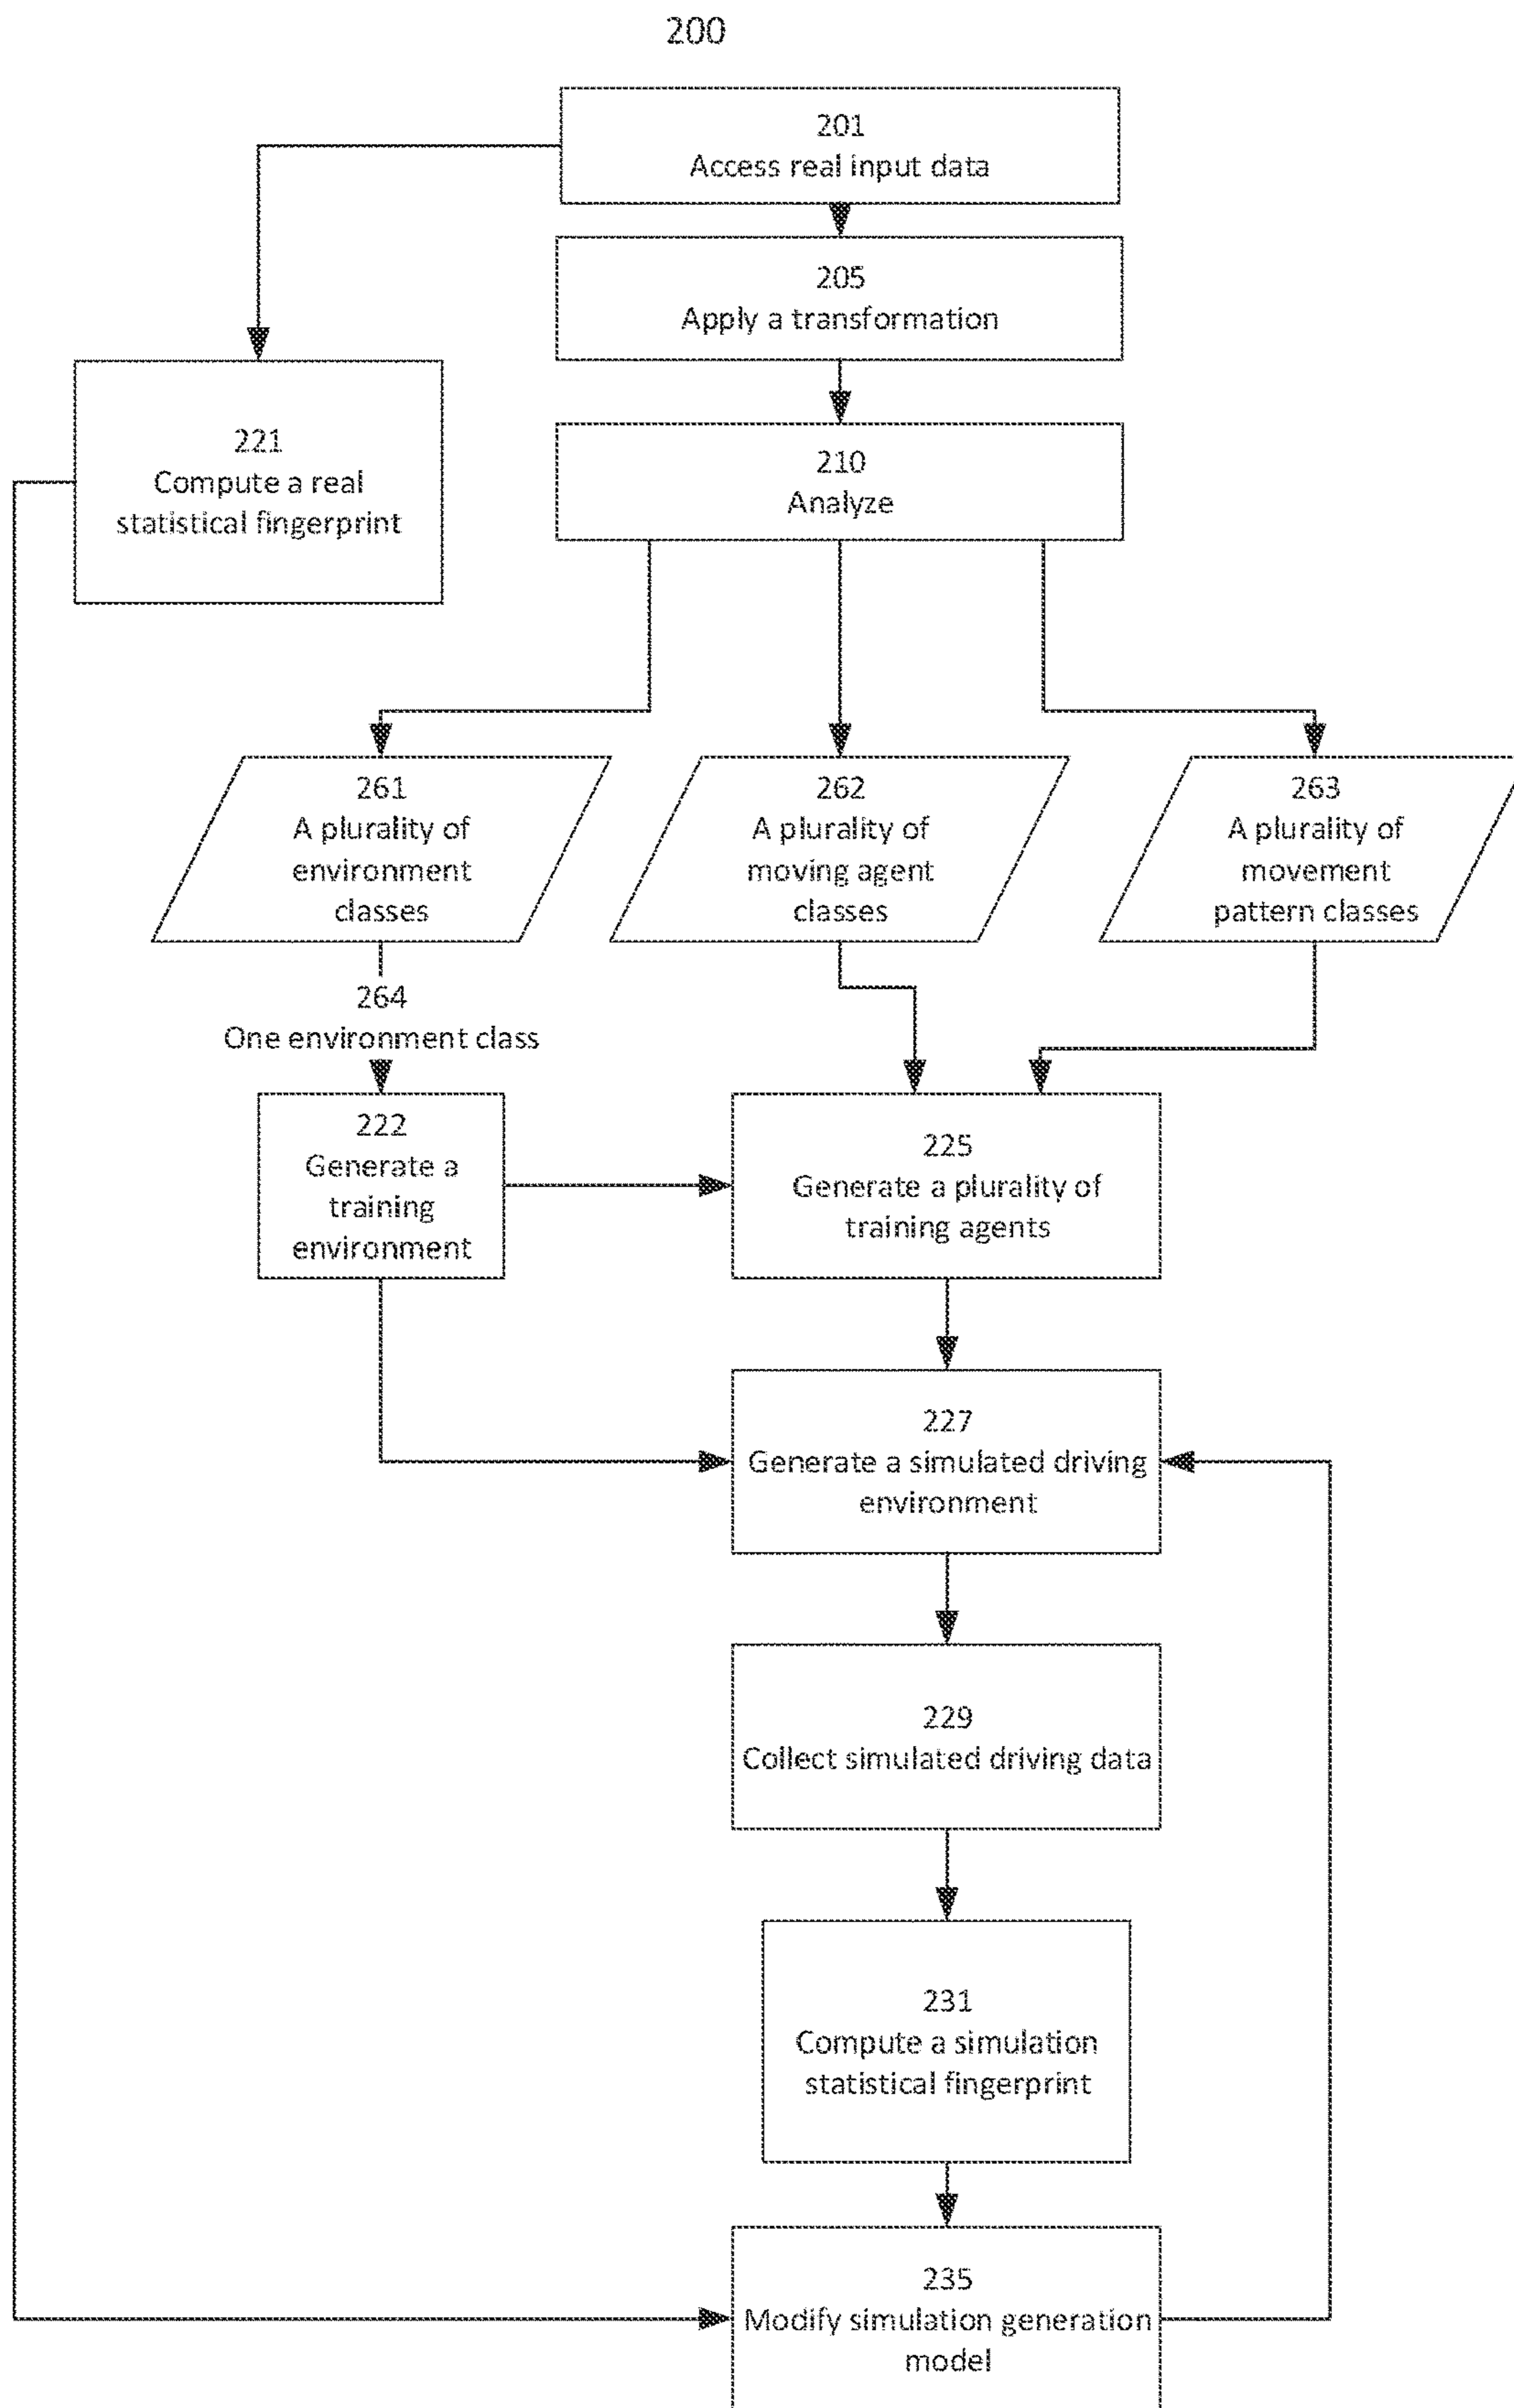 200
201
Access real input data
205
Apply a transformation
221
Compute a real
statistical fingerprint
210
Analyze
261
A plurality of
environment
classes
262
A plurality of
moving agent
classes
263
A plurality of
movement
pattern classes
264
One environment class
222
Generate a
training
environment
225
Generate a plurality of
training agents
227
Generate a simulated driving
environment
229
Collect simulated driving data
231
Compute a simulation
statistical fingerprint
235
Modify simulation generation
model